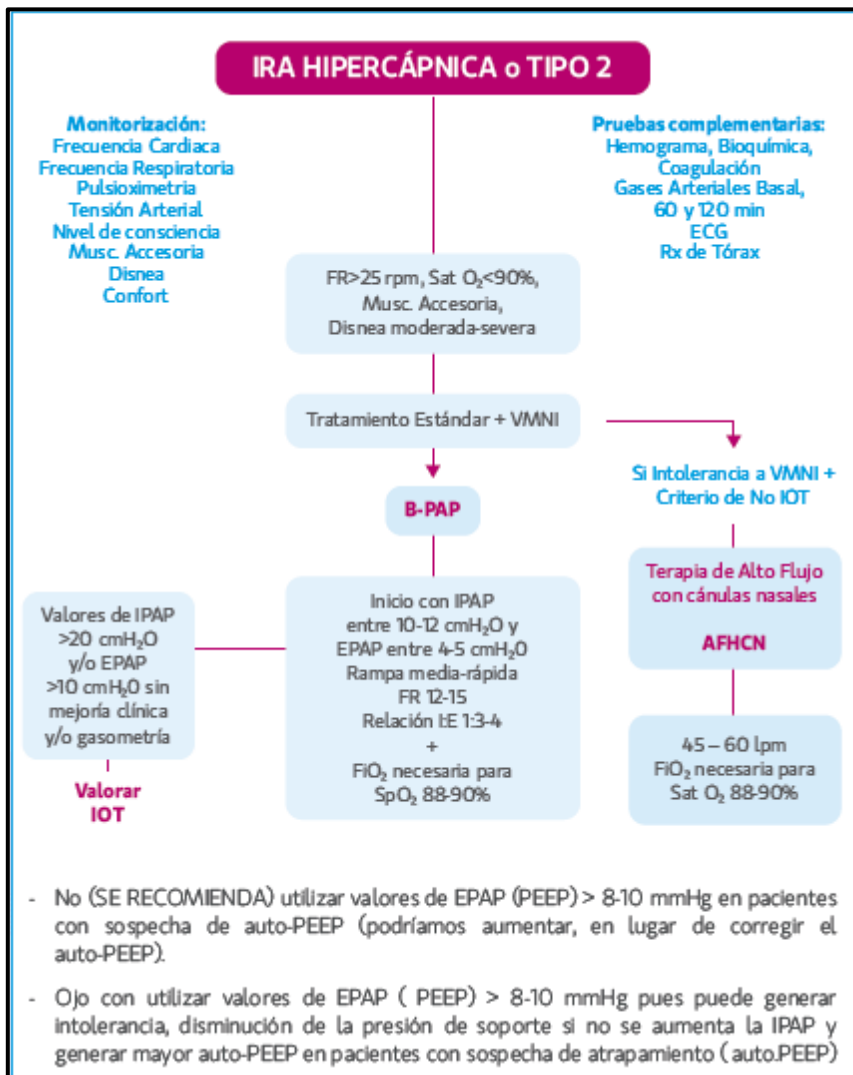 IRA HIPERCÁPNICA o TIPO 2
Monitorización:
Frecuencia Cardiaca
Frecuencia Respiratoria
Pulsioximetria
Tensión Arterial
Nivel de consciencia
Musc. Accesoria
Disnea
Confort
Pruebas complementarias:
Hemograma, Bioquímica,
Coagulación
Gases Arteriales Basal,
60 y 120 min
ECG
Rx de Tórax
FR>25 rpm, Sat O₂<90%,
Musc. Accesoria,
Disnea moderada-severa
Tratamiento Estándar + VMNI
B-PAP
Si Intolerancia a VMNI +
Criterio de No IOT
Valores de IPAP
>20 cmH₂O
y/o EPAP
>10 cmH₂O sin
mejoría clínica
y/o gasometría
Valorar
IOT
Inicio con IPAP
entre 10-12 cmH₂O y
EPAP entre 4-5 cmH₂0
Rampa media-rápida
FR 12-15
Relación I:E 1:3-4
+
FiO₂ necesaria para
SpO₂ 88-90%
Terapia de Alto Flujo
con cánulas nasales
AFHCN
45 – 60 lpm
FiO₂ necesaria para
Sat O₂ 88-90%
- No (SE RECOMIENDA) utilizar valores de EPAP (PEEP) > 8-10 mmHg en pacientes
con sospecha de auto-PEEP (podríamos aumentar, en lugar de corregir el
auto-PEEP).
- Ojo con utilizar valores de EPAP ( PEEP) > 8-10 mmHg pues puede generar
intolerancia, disminución de la presión de soporte si no se aumenta la IPAP y
generar mayor auto-PEEP en pacientes con sospecha de atrapamiento ( auto.PEEP)